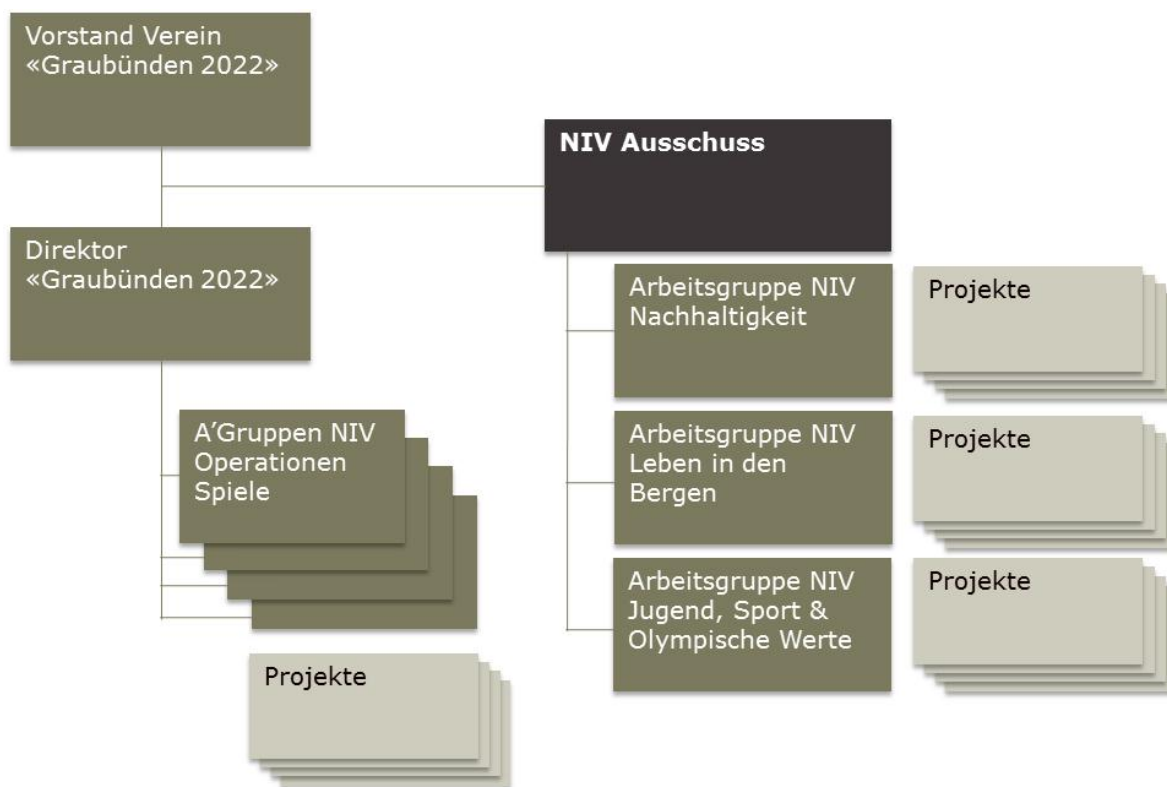 Vorstand Verein
«Graubünden 2022»
NIV Ausschuss
Direktor
«Graubünden 2022»
Arbeitsgruppe NIV
Nachhaltigkeit
Projekte
A’Gruppen NIV
Operationen
Spiele
Arbeitsgruppe NIV
Leben in den
Bergen
Projekte
Arbeitsgruppe NIV
Jugend, Sport &
Olympische Werte
Projekte
Projekte